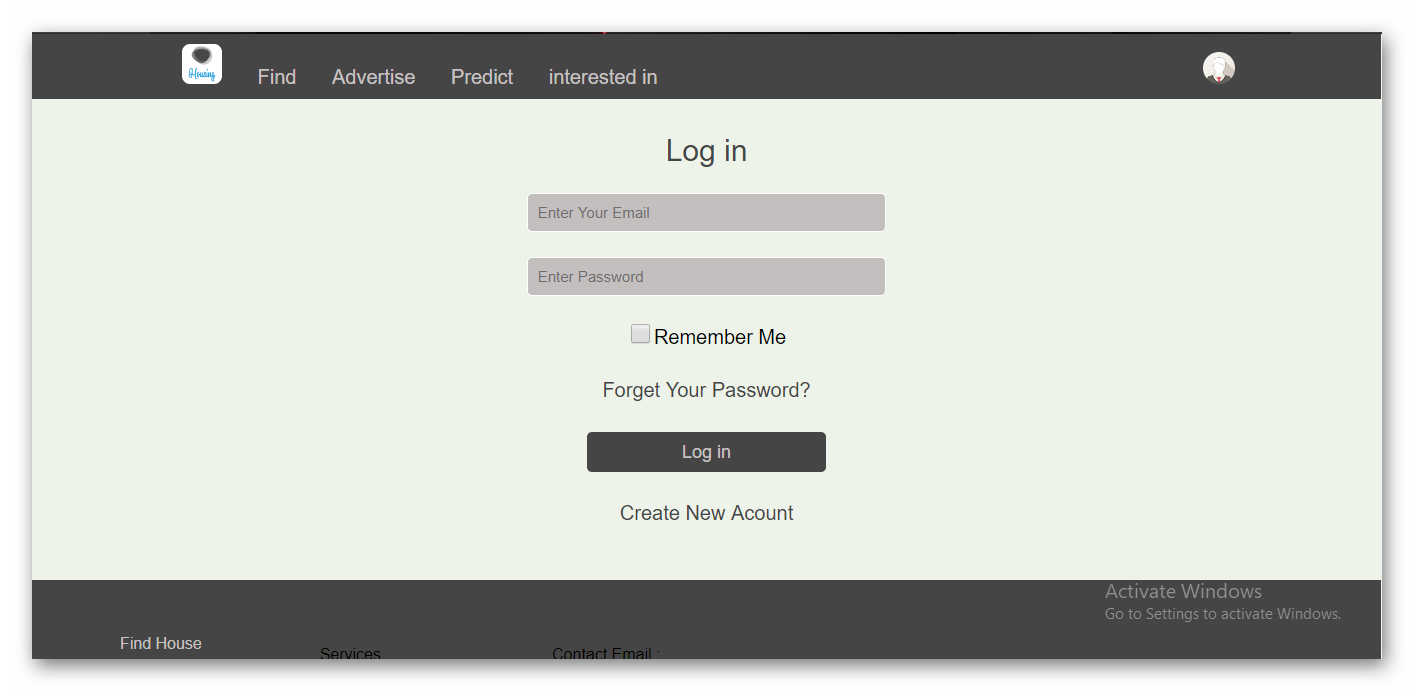 Housing
Find Advertise Predict interested in
Log in
Enter Your Email
Enter Password
Remember Me
Forget Your Password?
Log in
Create New Acount
Activate Windows
Go to Settings to activate Windows.
Find House
Services
Contact Email :